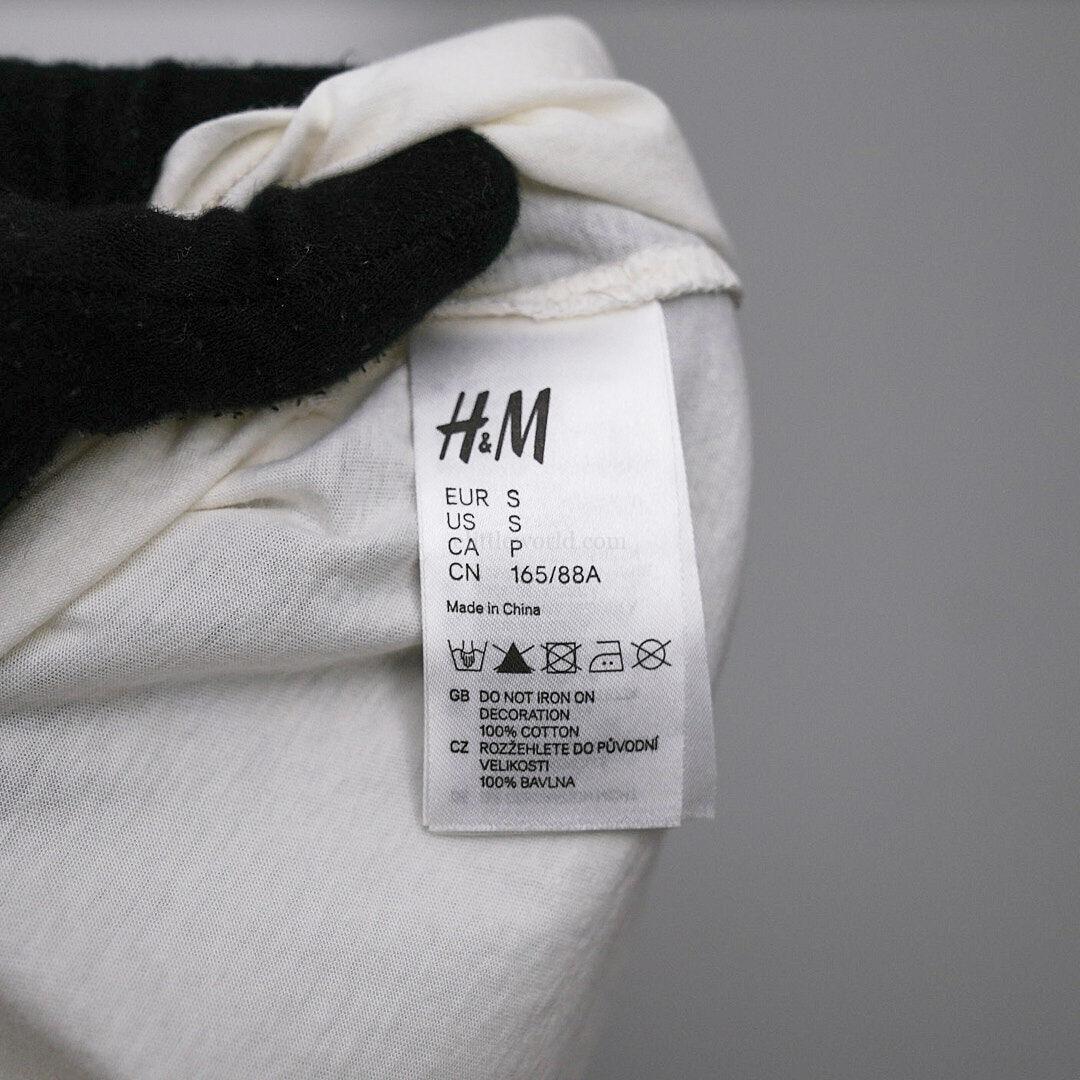 H&M
EUR S
US S
CA P
CN 165/88A
Made in China
GB DO NOT IRON ON
DECORATION
100% COTTON
CZ ROZŽEHLETE DO PŮVODNÍ
VELIKOSTI
100% BAVLNA